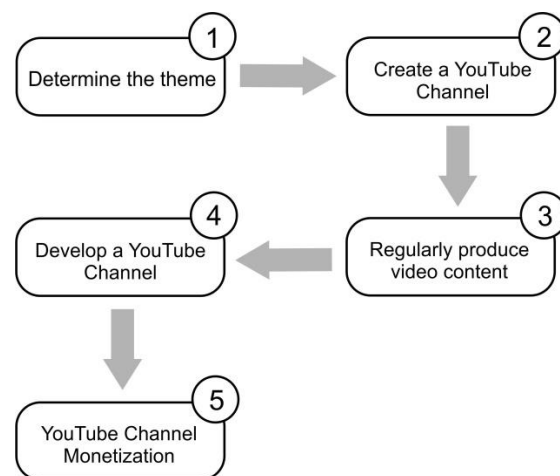 1
Determine the theme
2
Create a YouTube
Channel
3
Regularly produce
video content
4
Develop a YouTube
Channel
5
YouTube Channel
Monetization